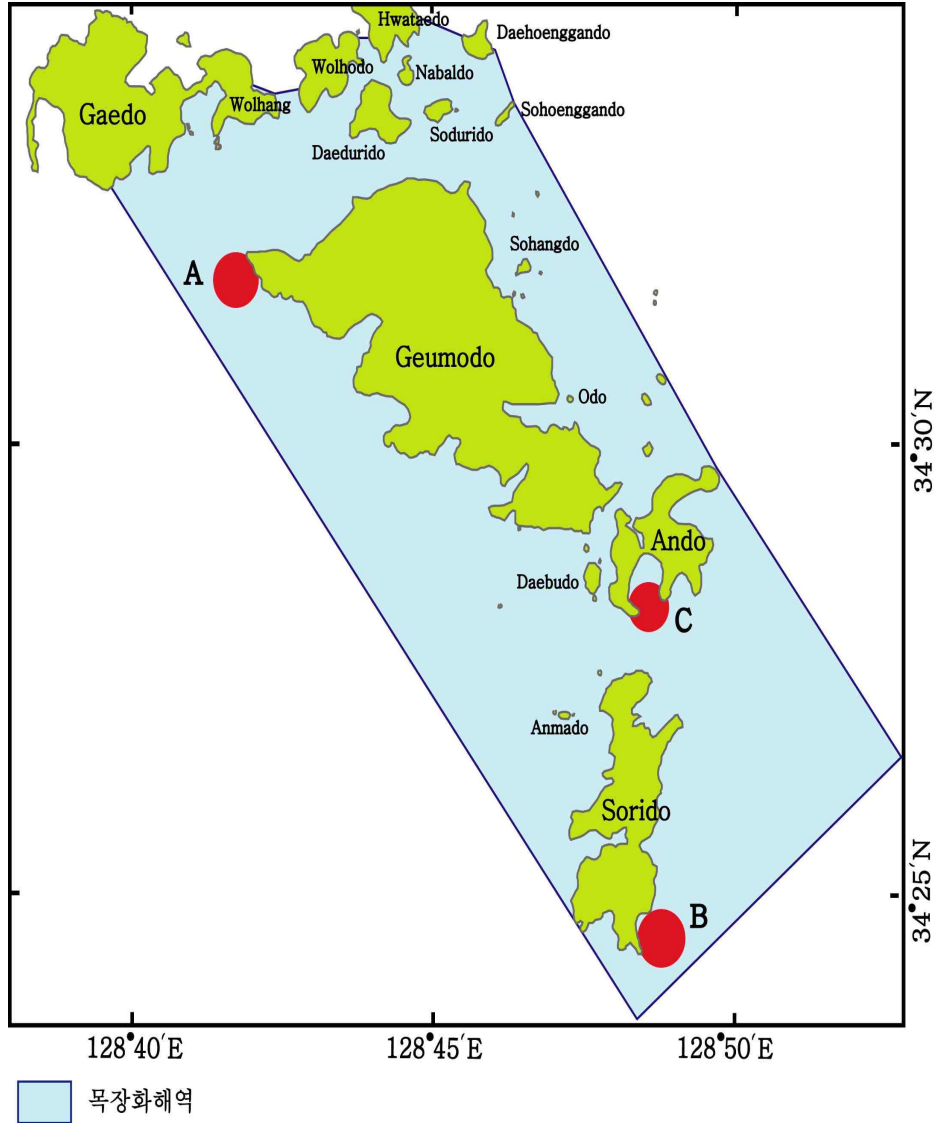 Hwataedo
Daehoenggando
Wolhodo
Nabaldo
Wolhang
Gaedo
Sodurido
Sohoenggando
Daedurido
Sohangdo
A
Geumodo
Odo
34°30′N
Ando
Daebudo
C
Anmado
Sorido
B
34°25′N
128°40′E
128°45′E
128°50′E
목장화해역